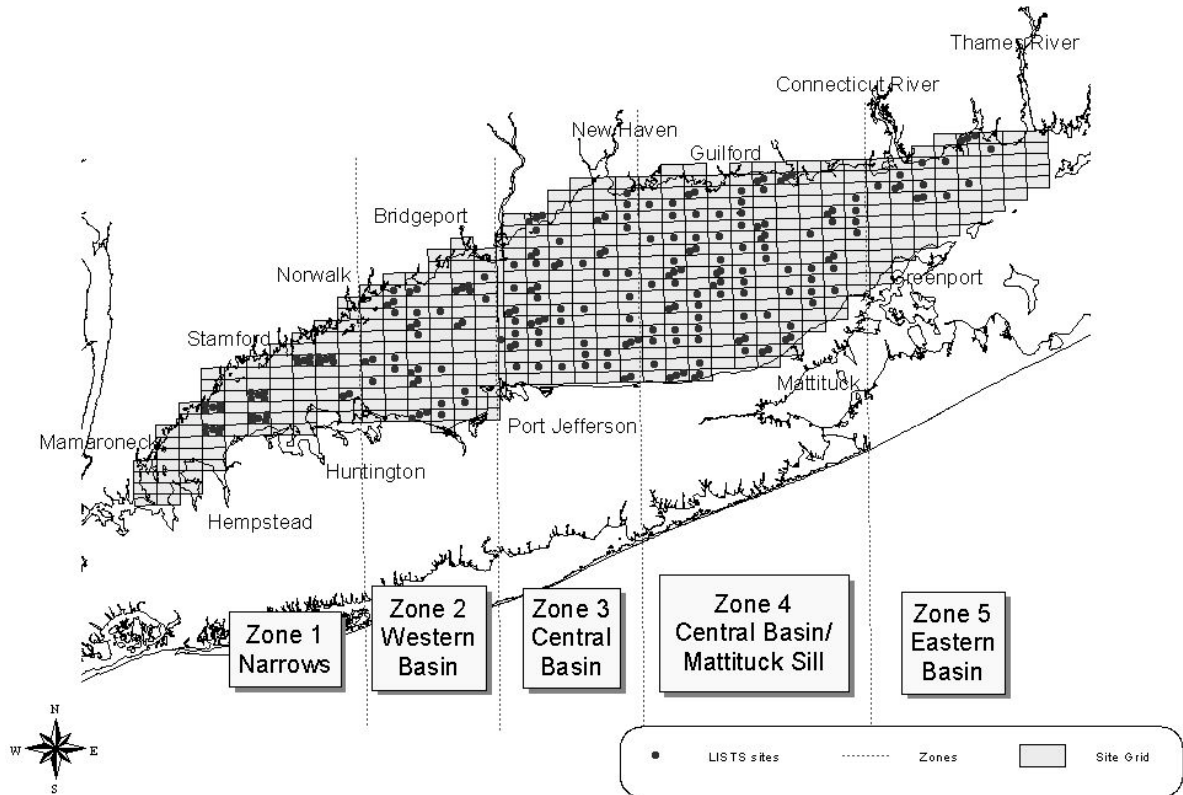 Thames River
Connecticut River
New Haven
Guilford
Bridgeport
Norwalk
Greenport
Stamford
Mattituck
Mamaroneck
Port Jefferson
Huntington
Hempstead
Zone 1
Narrows
Zone 2
Western
Basin
Zone 3
Central
Basin
Zone 4
Central Basin/
Mattituck Sill
Zone 5
Eastern
Basin
N
W E
S
LISTS sites Zones Site Grid